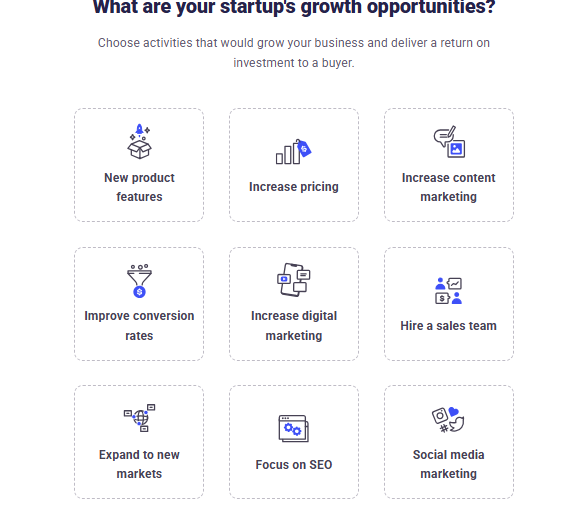 What are your startup's growth opportunities?
Choose activities that would grow your business and deliver a return on
investment to a buyer.
New product
features
Increase pricing
Increase content
marketing
Improve conversion
rates
Increase digital
marketing
Hire a sales team
Expand to new
markets
Focus on SEO
Social media
marketing